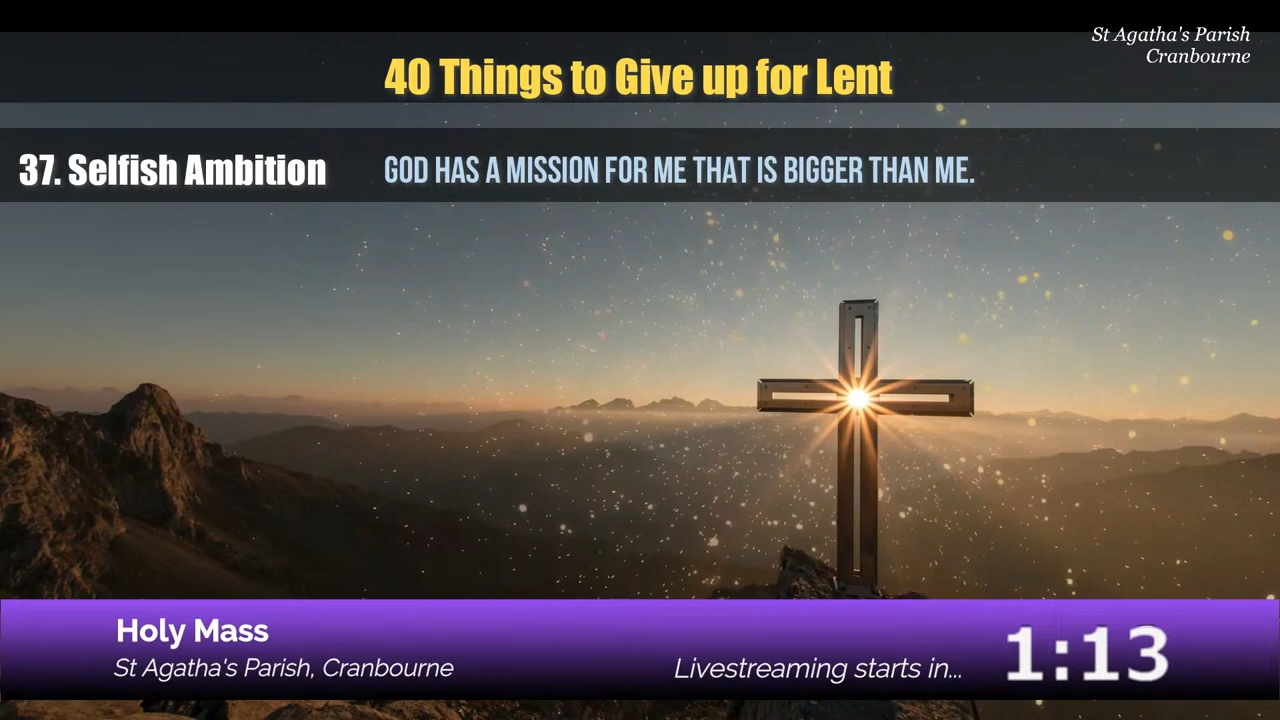 St Agatha's Parish
Cranbourne
40 Things to Give up for Lent
37. Selfish Ambition
GOD HAS A MISSION FOR ME THAT IS BIGGER THAN ME.
Holy Mass
St Agatha's Parish, Cranbourne
Livestreaming starts in...
1:13